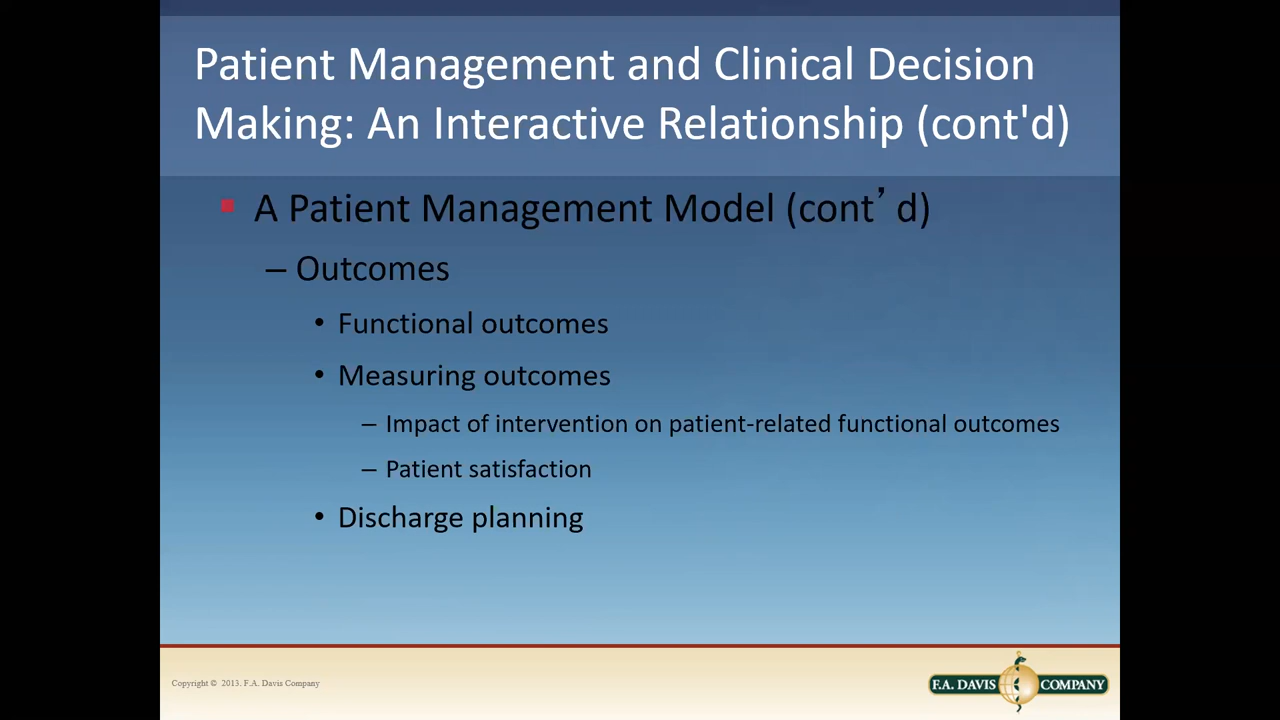 Patient Management and Clinical Decision
Making: An Interactive Relationship (cont'd)
▪ A Patient Management Model (cont’ d)
– Outcomes
• Functional outcomes
• Measuring outcomes
– Impact of intervention on patient-related functional outcomes
– Patient satisfaction
• Discharge planning
Copyright © 2013. F.A. Davis Company
F.A. DAVIS COMPANY